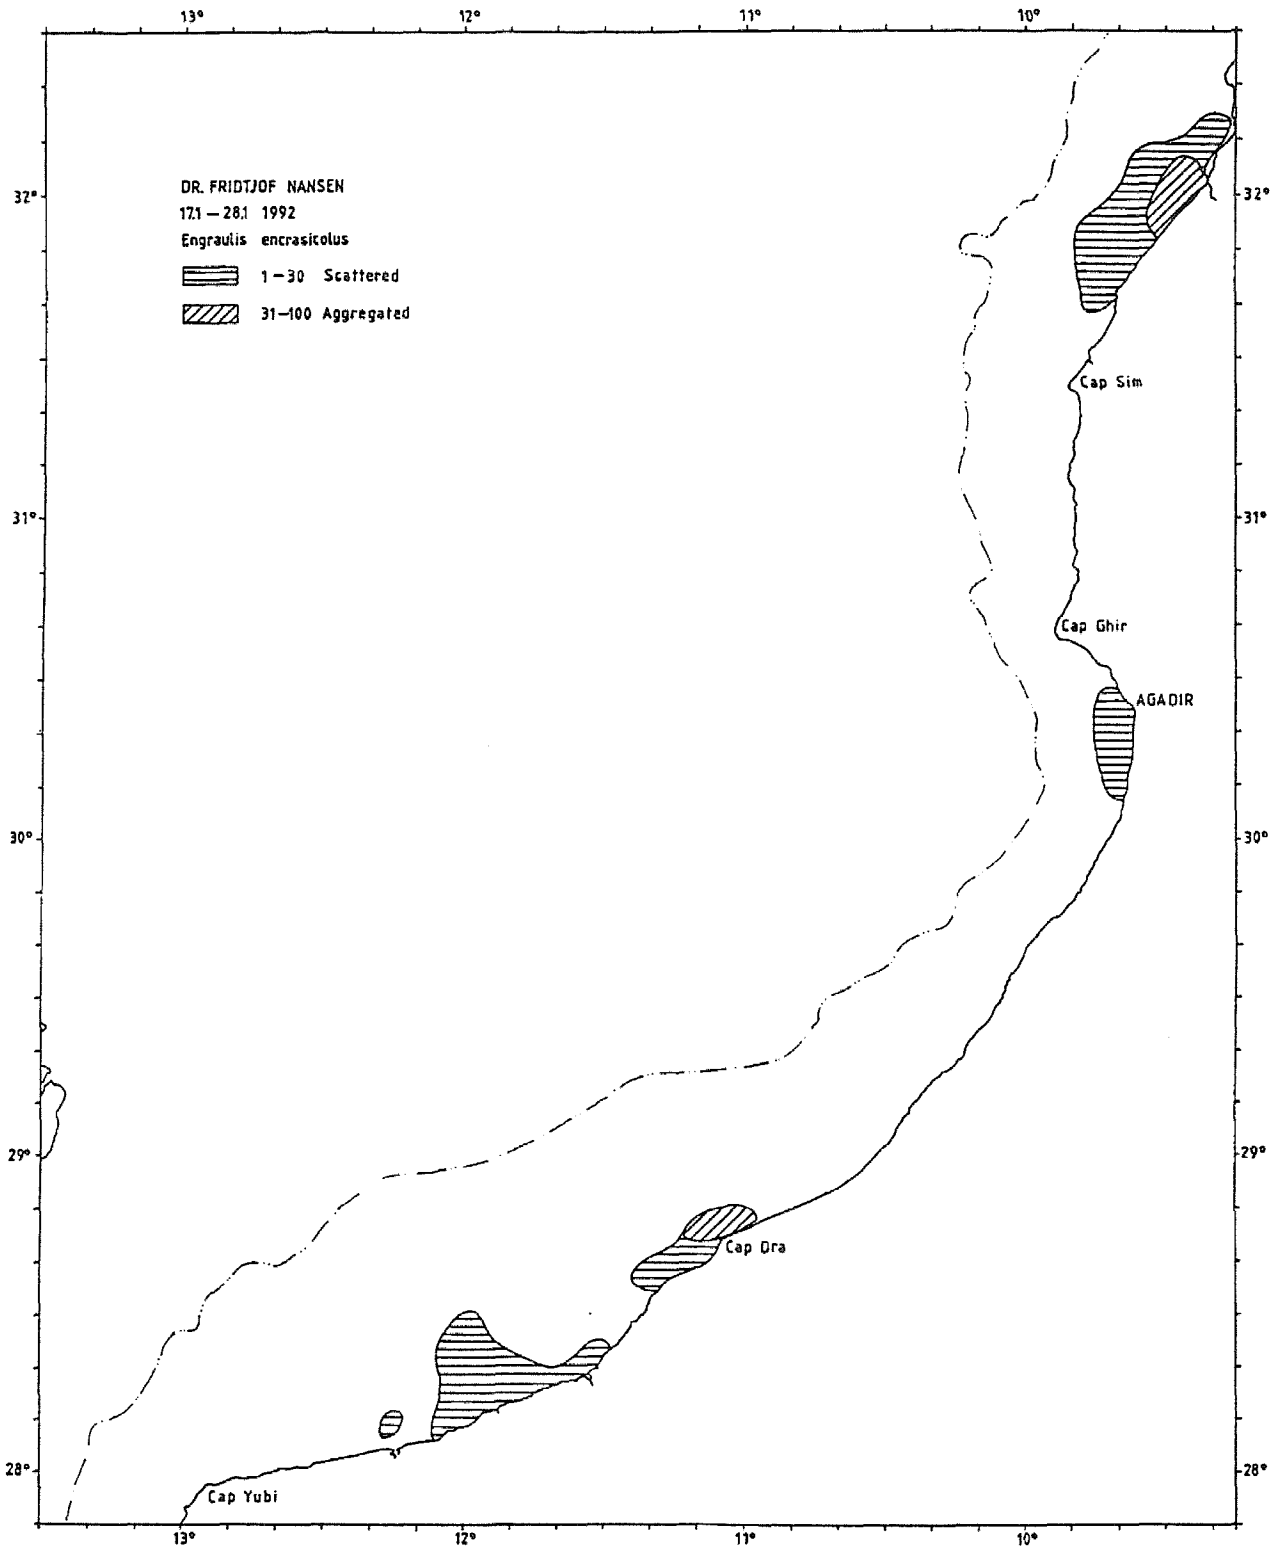 13° 12° 11° 10°
DR. FRIDTJOF NANSEN
17.1 – 28.1 1992
Engraulis encrasicolus
1–30 Scattered
31–100 Aggregated
32° 32°
Cap Sim
31° 31°
Cap Ghir
AGADIR
30° 30°
29° 29°
Cap Dra
28° 28°
Cap Yubi
13° 12° 11° 10°